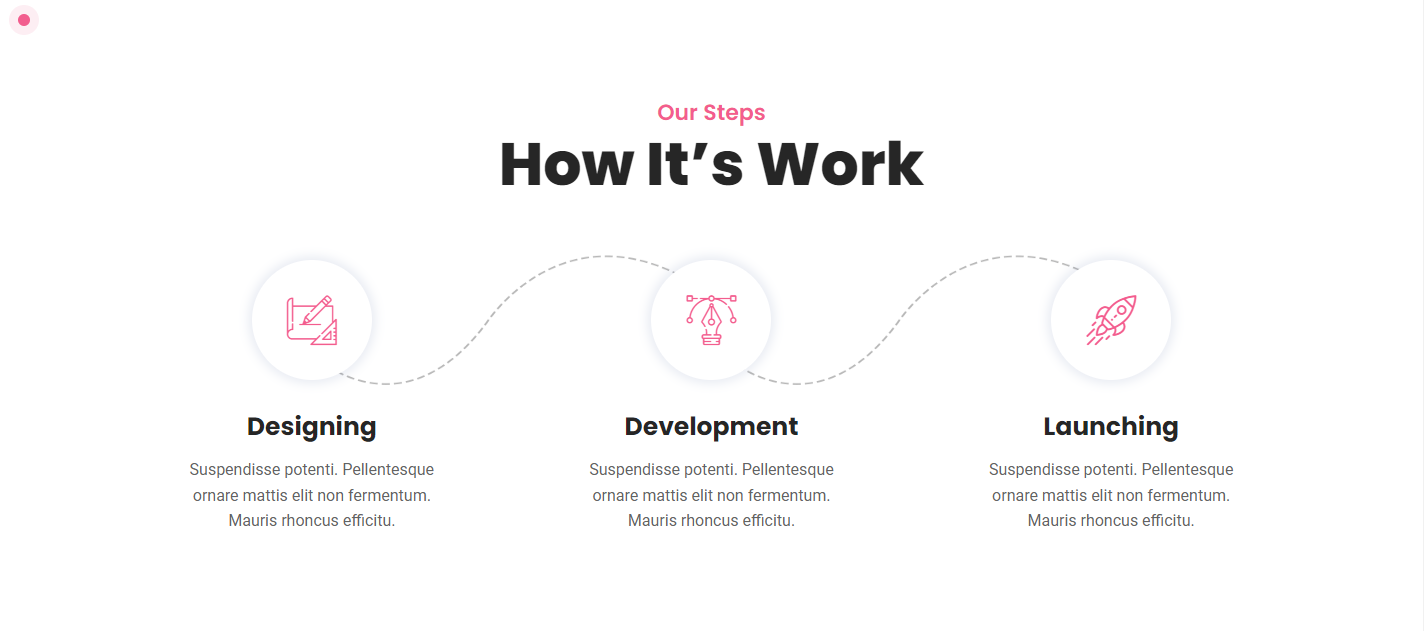 Our Steps
How It’s Work
Designing
Suspendisse potenti. Pellentesque
ornare mattis elit non fermentum.
Mauris rhoncus efficitu.
Development
Suspendisse potenti. Pellentesque
ornare mattis elit non fermentum.
Mauris rhoncus efficitu.
Launching
Suspendisse potenti. Pellentesque
ornare mattis elit non fermentum.
Mauris rhoncus efficitu.